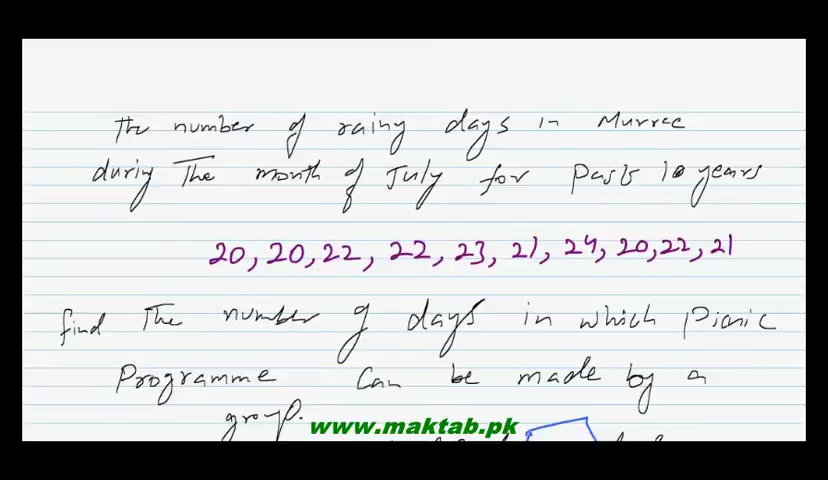 The number of rainy days in Murree
during The month of July for past 10 years
20, 20, 22, 22, 23, 21, 24, 20, 22, 21
find The number of days in which Picnic
Programme Can be made by a
group.
www.maktab.pk